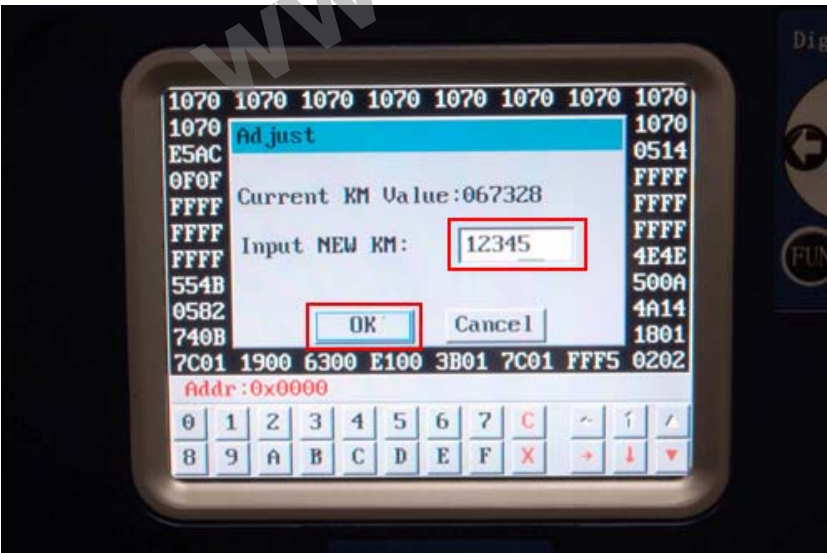 WW
Dig
1070 1070 1070 1070 1070 1070 1070 1070
1070 Adjust 1070
E5AC 0514
0F0F FFFF
Current KM Value:067328
FFFF FFFF
FFFF FFFF
Input NEW KM: 12345
FFFF 4E4E
554B 500A
0582 4A14
OK Cancel
740B 1801
7C01 1900 6300 E100 3B01 7C01 FFF5 0202
Addr:0x0000
0 1 2 3 4 5 6 7 C
8 9 A B C D E F X
FUN